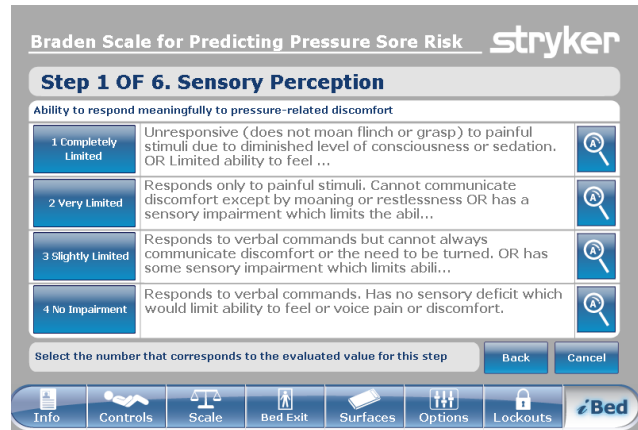 Braden Scale for Predicting Pressure Sore Risk
stryker
Step 1 OF 6. Sensory Perception
Ability to respond meaningfully to pressure-related discomfort
1 Completely
Limited
Unresponsive (does not moan flinch or grasp) to painful
stimuli due to diminished level of consciousness or sedation.
OR Limited ability to feel ...
A
2 Very Limited
Responds only to painful stimuli. Cannot communicate
discomfort except by moaning or restlessness OR has a
sensory impairment which limits the abil...
A
3 Slightly Limited
Responds to verbal commands but cannot always
communicate discomfort or the need to be turned. OR has
some sensory impairment which limits abili...
A
4 No Impairment
Responds to verbal commands. Has no sensory deficit which
would limit ability to feel or voice pain or discomfort.
A
Select the number that corresponds to the evaluated value for this step
Back
Cancel
Info
Controls
Scale
Bed Exit
Surfaces
Options
Lockouts
iBed